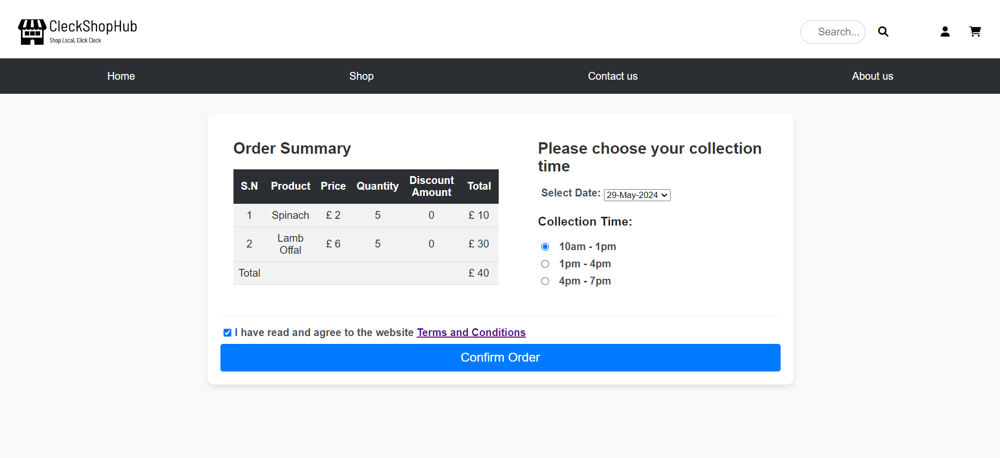 CleckShopHub
Shop Local, Click Cleck
Search...
Home Shop Contact us About us
Order Summary
S.N Product Price Quantity Discount Amount Total
1 Spinach £ 2 5 0 £ 10
2 Lamb Offal £ 6 5 0 £ 30
Total £ 40
Please choose your collection
time
Select Date: 29-May-2024
Collection Time:
10am - 1pm
1pm - 4pm
4pm - 7pm
I have read and agree to the website Terms and Conditions
Confirm Order